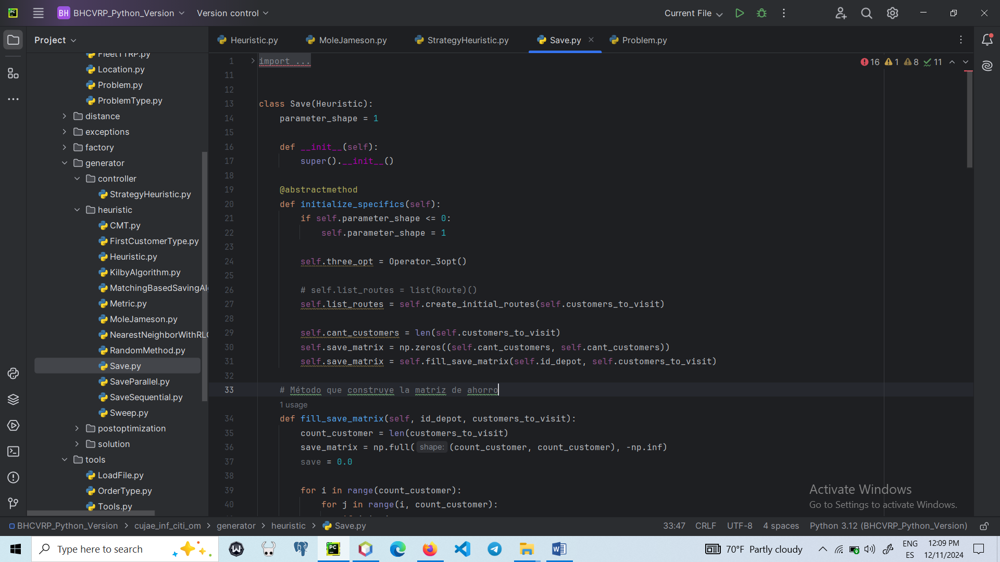 BH BHCVRP_Python_Version Version control Current File
Project
FleetTTRP.py
Location.py
Problem.py
ProblemType.py
distance
exceptions
factory
generator
controller
StrategyHeuristic.py
heuristic
CMT.py
FirstCustomerType.py
Heuristic.py
KilbyAlgorithm.py
MatchingBasedSavingAl
Metric.py
MoleJameson.py
NearestNeighborWithRLC
RandomMethod.py
Save.py
SaveParallel.py
SaveSequential.py
Sweep.py
postoptimization
solution
tools
LoadFile.py
OrderType.py
Tools.py
Heuristic.py MoleJameson.py StrategyHeuristic.py Save.py Problem.py
16 1 8 11
1 import ...
11
12
13 class Save(Heuristic):
14 parameter_shape = 1
15
16 def __init__(self):
17 super().__init__()
18
19 @abstractmethod
20 def initialize_specifics(self):
21 if self.parameter_shape <= 0:
22 self.parameter_shape = 1
23
24 self.three_opt = Operator_3opt()
25
26 # self.list_routes = list(Route)()
27 self.list_routes = self.create_initial_routes(self.customers_to_visit)
28
29 self.cant_customers = len(self.customers_to_visit)
30 self.save_matrix = np.zeros((self.cant_customers, self.cant_customers))
31 self.save_matrix = self.fill_save_matrix(self.id_depot, self.customers_to_visit)
32
33 # Método que construye la matriz de ahorro
1 usage
34 def fill_save_matrix(self, id_depot, customers_to_visit):
35 count_customer = len(customers_to_visit)
36 save_matrix = np.full( shape: (count_customer, count_customer), -np.inf)
37 save = 0.0
38
39 for i in range(count_customer):
40 for j in range(i, count_customer):
Activate Windows
Go to Settings to activate Windows.
BHCVRP_Python_Version > cujae_inf_citi_om > generator > heuristic > Save.py 33:47 CRLF UTF-8 4 spaces Python 3.12 (BHCVRP_Python_Version)
Type here to search
PC
70°F Partly cloudy
ENG
ES
12:09 PM
12/11/2024